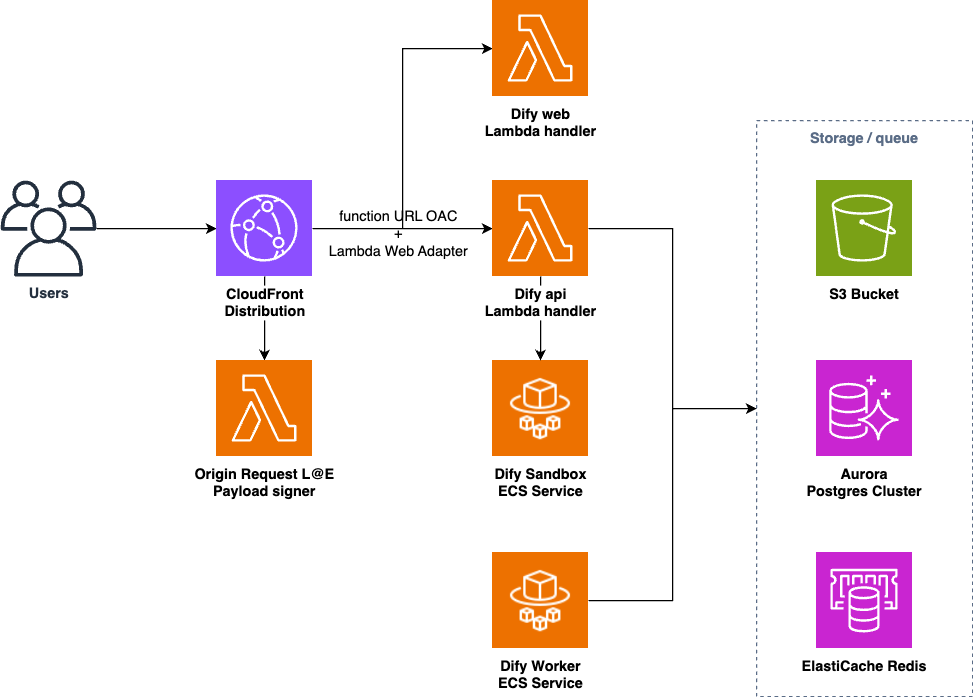 Dify web
Lambda handler
Storage / queue
function URL OAC
+
Lambda Web Adapter
Users
CloudFront
Distribution
Dify api
Lambda handler
S3 Bucket
Origin Request L@E
Payload signer
Dify Sandbox
ECS Service
Aurora
Postgres Cluster
Dify Worker
ECS Service
ElastiCache Redis